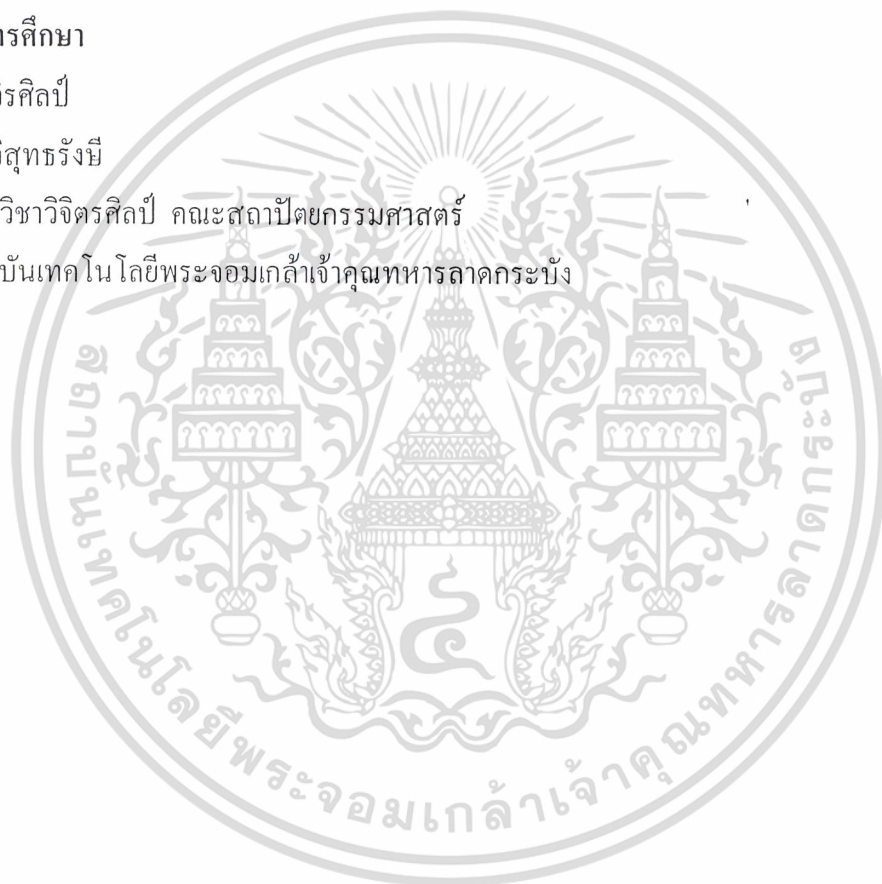 ารศึกษา
จิรศิลป์
วิสุทธรังษี
วิชาวิจิตรศิลป์ คณะสถาปัตยกรรมศาสตร์
บันเทคโนโลยีพระจอมเกล้าเจ้าคุณทหารลาดกระบัง
สถาบันเทคโนโลยีพระจอมเกล้าเจ้าคุณทหารลาดกระบัง
๔